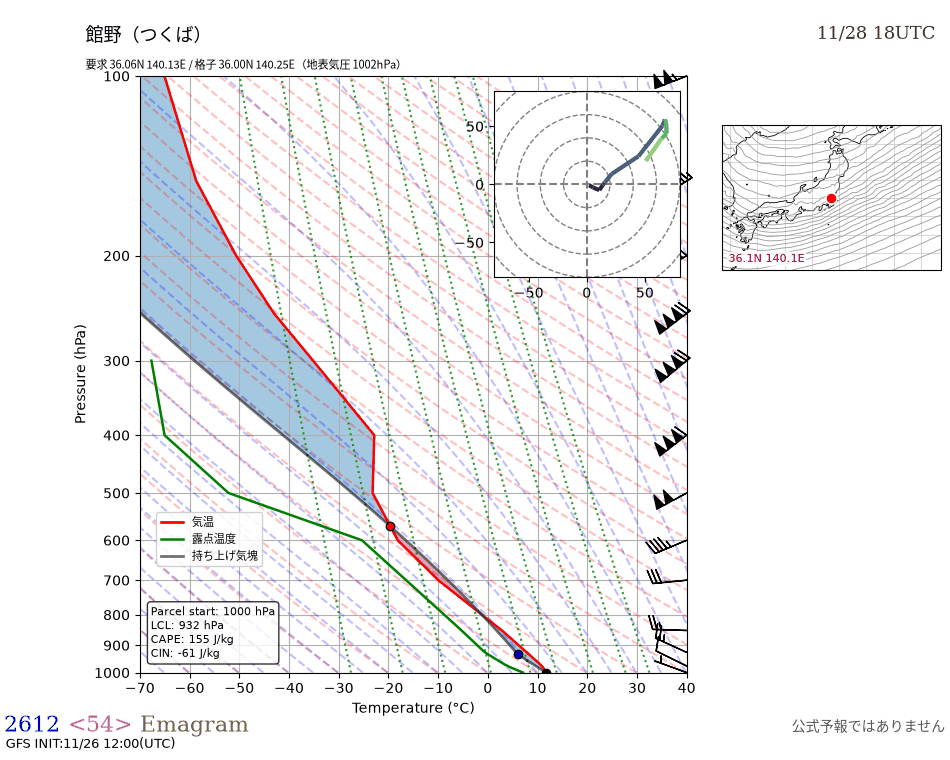 館野（つくば）
11/28 18UTC
要求 36.06N 140.13E / 格子 36.00N 140.25E（地表気圧 1002hPa）
100
200
300
400
500
600
700
800
900
1000
Pressure (hPa)
50
0
−50
−50 0 50
36.1N 140.1E
気温
露点温度
持ち上げ気塊
Parcel start: 1000 hPa
LCL: 932 hPa
CAPE: 155 J/kg
CIN: -61 J/kg
−70 −60 −50 −40 −30 −20 −10 0 10 20 30 40
Temperature (°C)
2612 <54> Emagram
公式予報ではありません
GFS INIT:11/26 12:00(UTC)